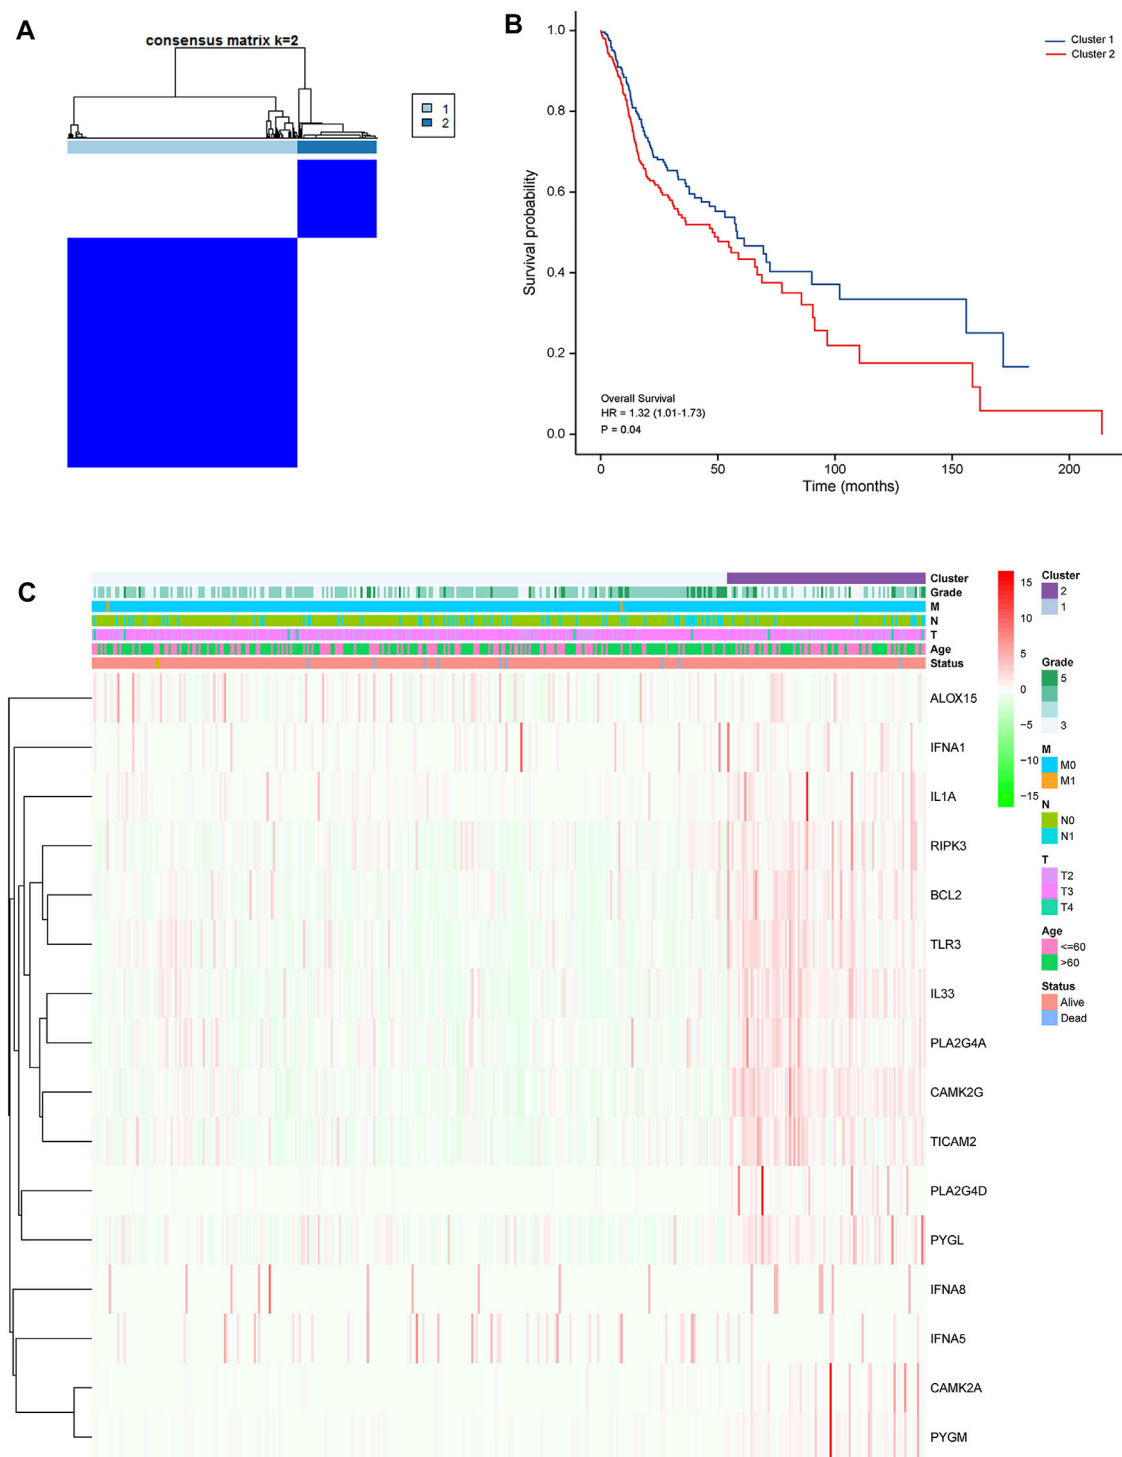 A
consensus matrix k=2
1
2
B
Survival probability
1.0
0.8
0.6
0.4
0.2
0.0
Cluster 1
Cluster 2
Overall Survival
HR = 1.32 (1.01-1.73)
P = 0.04
0 50 100 150 200
Time (months)
C
Cluster
Grade
M
N
T
Age
Status
ALOX15
IFNA1
IL1A
RIPK3
BCL2
TLR3
IL33
PLA2G4A
CAMK2G
TICAM2
PLA2G4D
PYGL
IFNA8
IFNA5
CAMK2A
PYGM
15
10
5
0
−5
−10
−15
Cluster
2
1
Grade
5
3
M
M0
M1
N
N0
N1
T
T2
T3
T4
Age
<=60
>60
Status
Alive
Dead